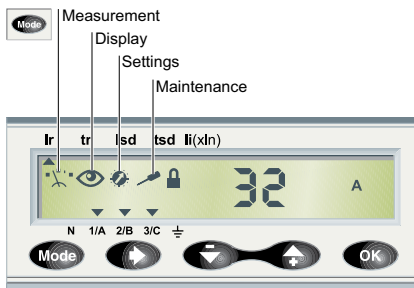 Mode
Measurement
Display
Settings
Maintenance
Ir tr Isd tsd Ii(xIn)
32 A
N 1/A 2/B 3/C
Mode OK